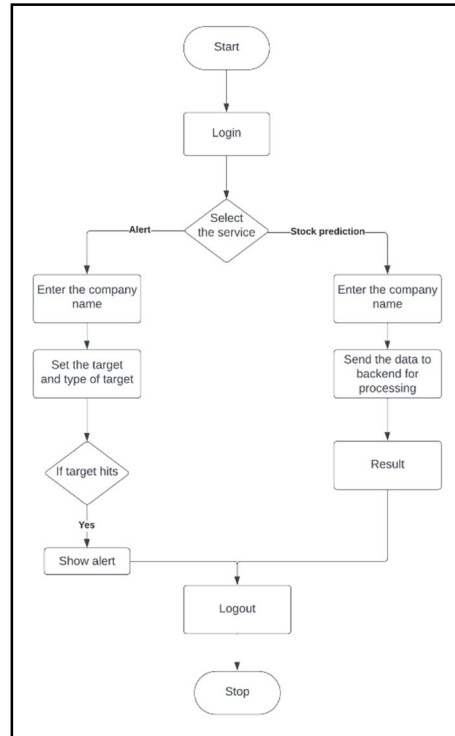 Start
Login
Select
the service
Alert
Stock prediction
Enter the company
name
Enter the company
name
Set the target
and type of target
Send the data to
backend for
processing
If target hits
Result
Yes
Show alert
Logout
Stop